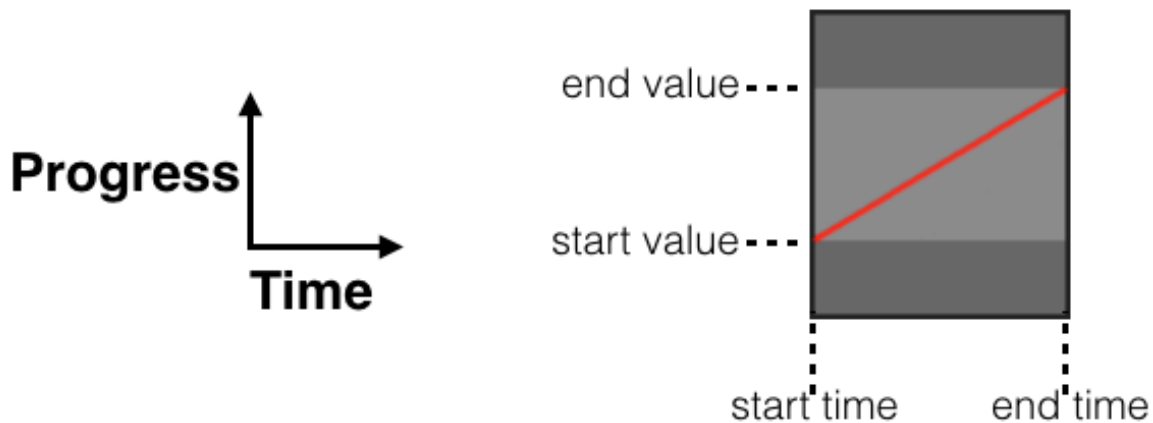 Progress
Time
end value
start value
start time
end time